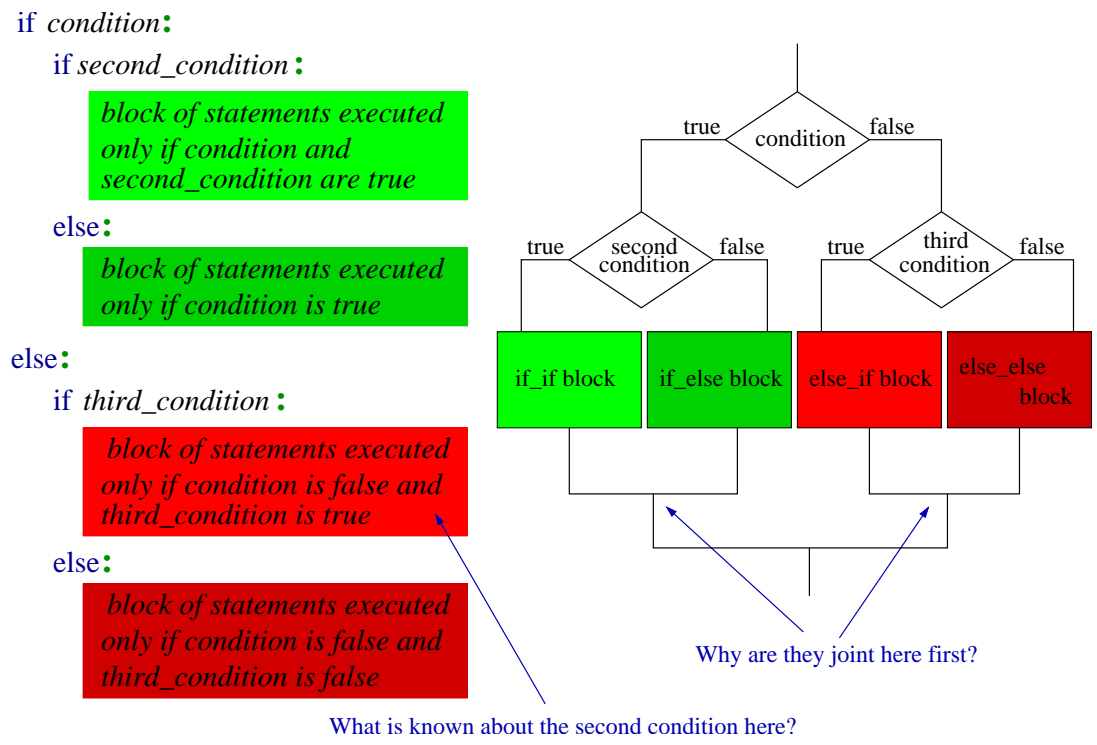 if condition:
if second_condition:
block of statements executed
only if condition and
second_condition are true
else:
block of statements executed
only if condition is true
else:
if third_condition:
block of statements executed
only if condition is false and
third_condition is true
else:
block of statements executed
only if condition is false and
third_condition is false
true
condition
false
true
second
condition
false
true
third
condition
false
if_if block
if_else block
else_if block
else_else
block
Why are they joint here first?
What is known about the second condition here?